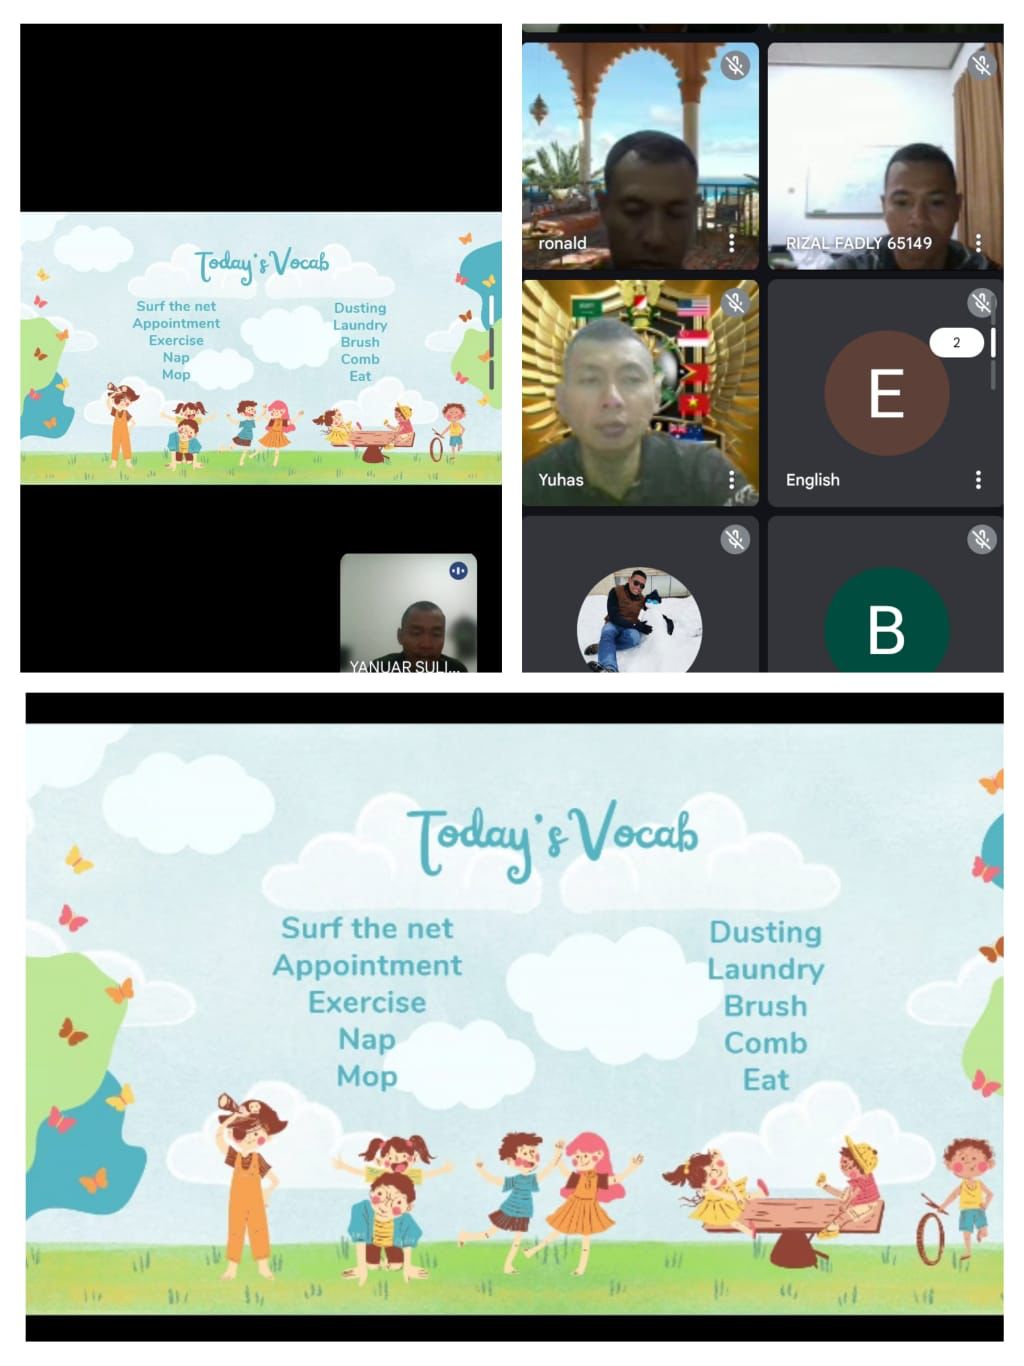 Today's Vocab
Surf the net
Appointment
Exercise
Nap
Mop
Dusting
Laundry
Brush
Comb
Eat
YANUAR SULI...
ronald
RIZAL FADLY 65149
Yuhas
2
E
English
B
Today's Vocab
Surf the net
Appointment
Exercise
Nap
Mop
Dusting
Laundry
Brush
Comb
Eat